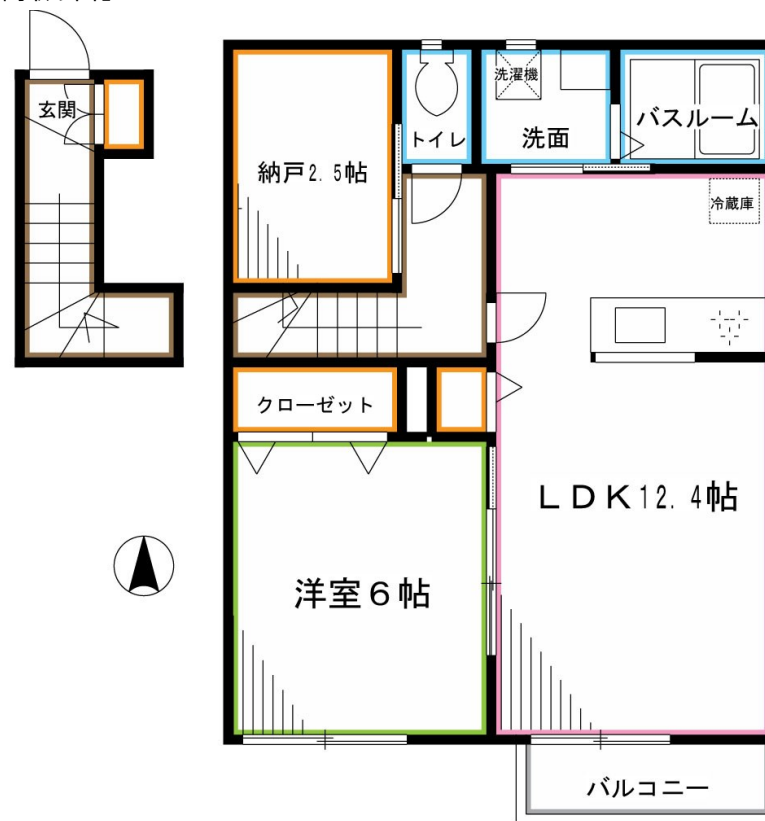 玄関
洗濯機
トイレ
洗面
バスルーム
納戸2.5帖
冷蔵庫
クローゼット
LDK12.4帖
洋室6帖
バルコニー